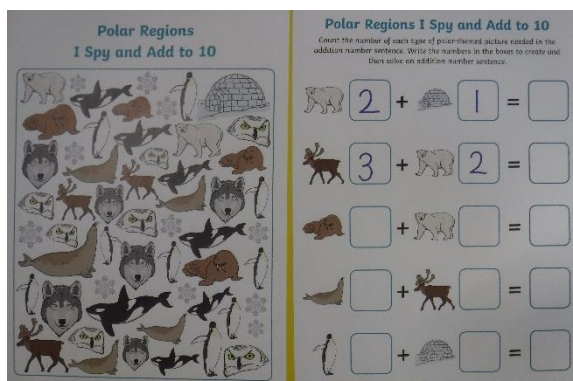 Polar Regions
I Spy and Add to 10
Polar Regions I Spy and Add to 10
Count the number of each type of polar-themed picture needed in the
addition number sentence. Write the numbers in the boxes to create and
then solve an addition number sentence.
2 + 1 =
3 + 2 =
+ =
+ =
+ =